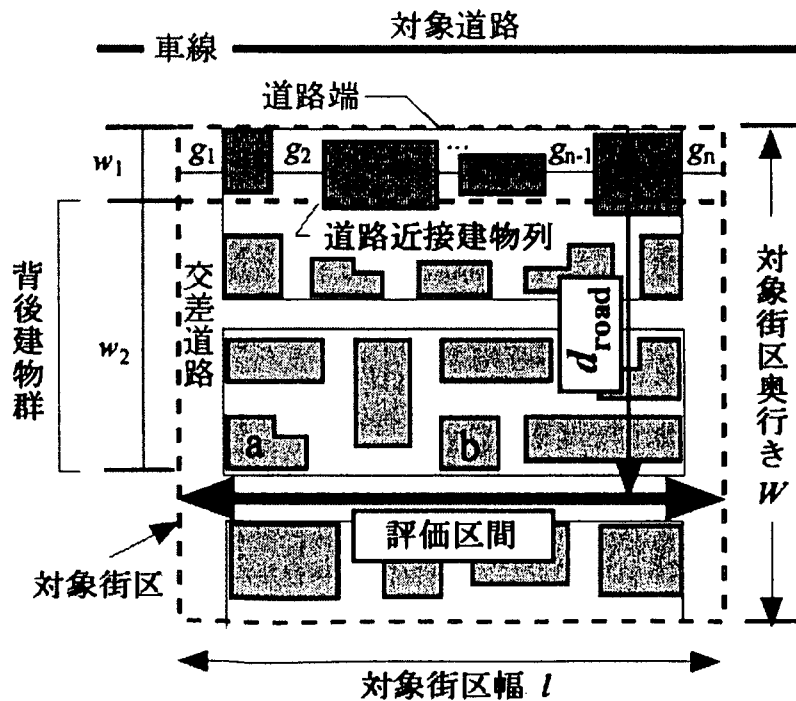 対象道路
車線
道路端
g₁
g₂
...
gₙ₋₁
gₙ
w₁
道路近接建物列
背後建物群
交差道路
w₂
d road
対象街区奥行き W
a
b
評価区間
対象街区
対象街区幅 l